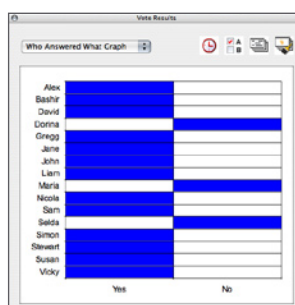 Vote Results
Who Answered What Graph
A
B
Alex
Bashir
David
Dorina
Gregg
Jane
John
Liam
Maria
Nicola
Sam
Selda
Simon
Stewart
Susan
Vicky
Yes No